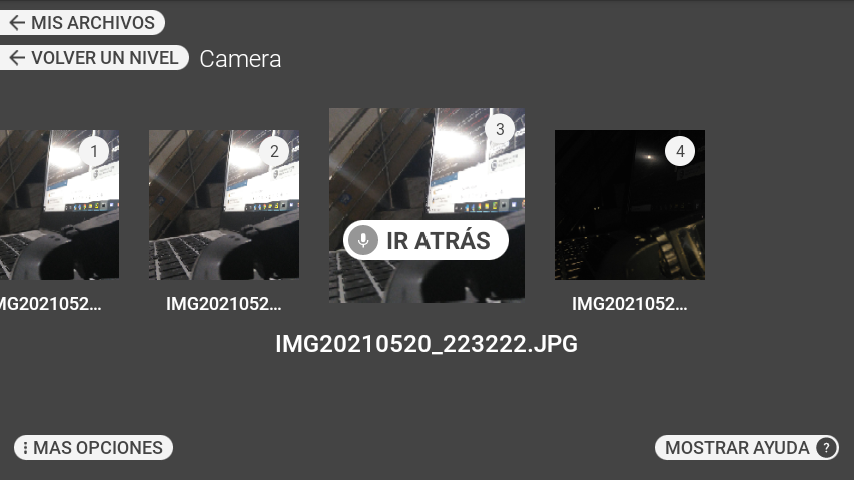 MIS ARCHIVOS
VOLVER UN NIVEL Camera
1
2
3
4
IR ATRÁS
MG2021052...
IMG2021052...
IMG2021052...
IMG20210520_223222.JPG
MAS OPCIONES
MOSTRAR AYUDA ?